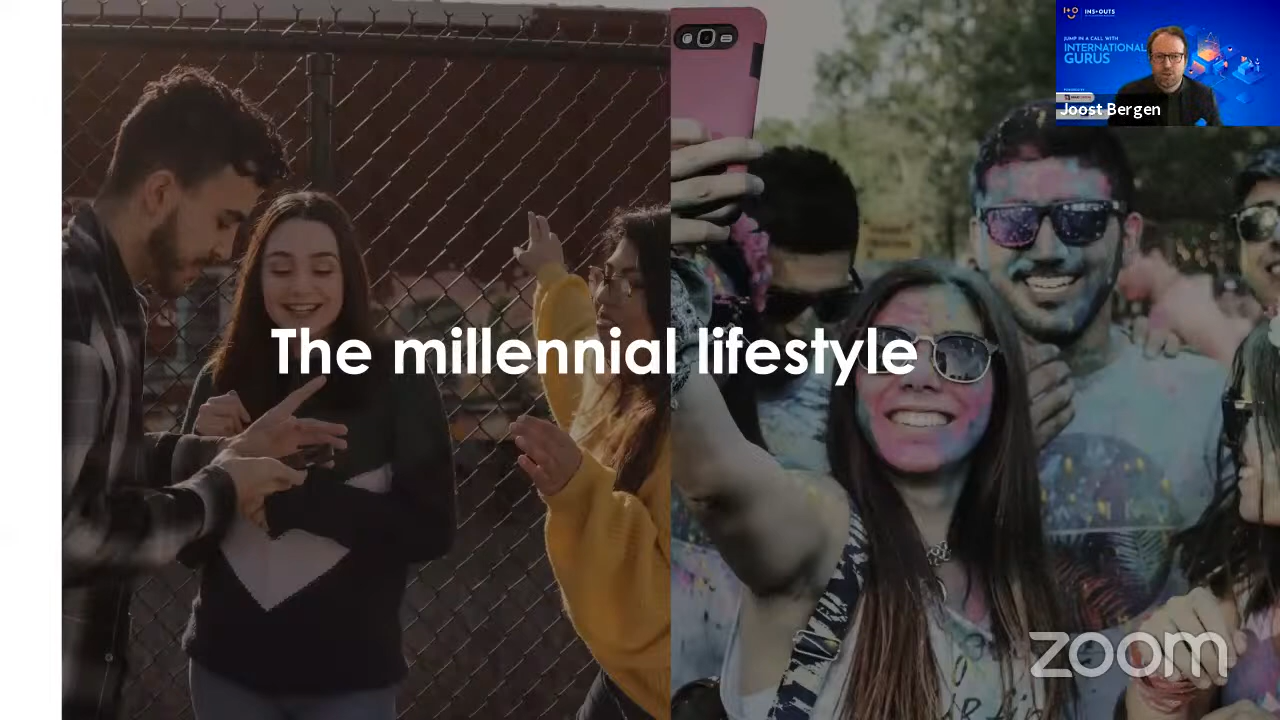 The millennial lifestyle
INS+OUTS
JUMP IN A CALL WITH
INTERNATIONAL
GURUS
Joost Bergen
zoom